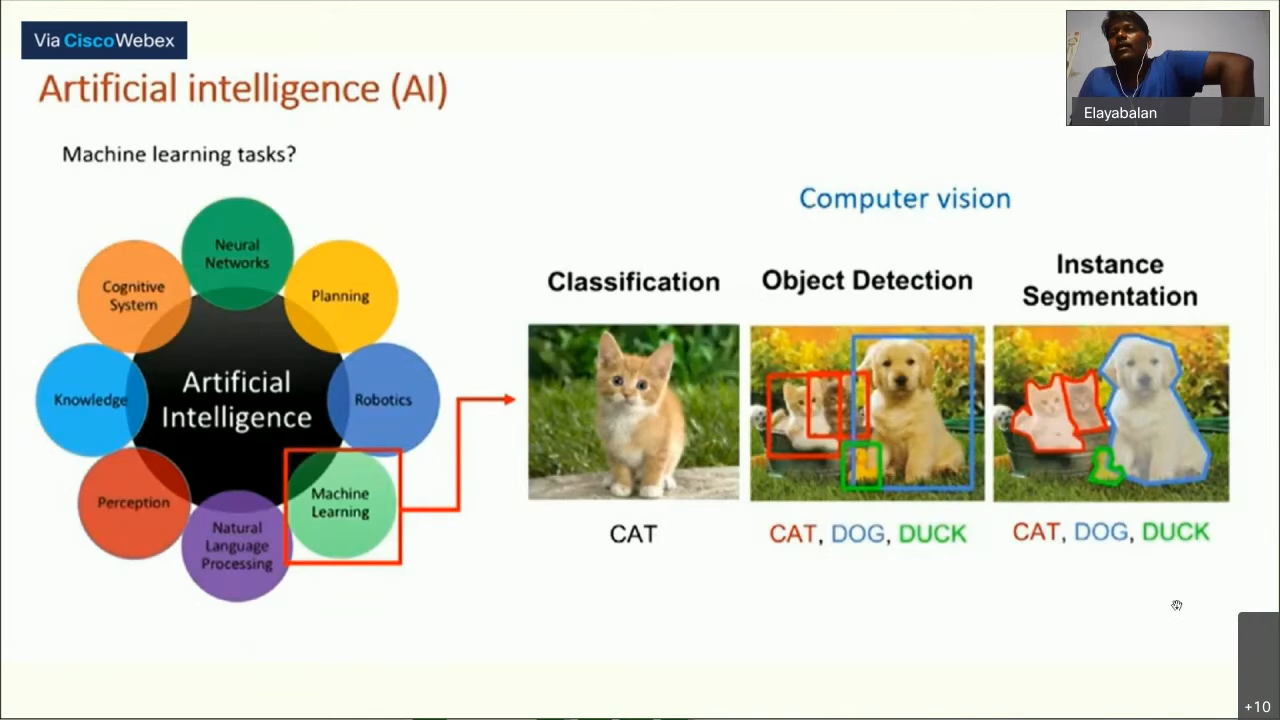 Via CiscoWebex
Elayabalan
Artificial intelligence (AI)
Machine learning tasks?
Neural
Networks
Cognitive
System
Planning
Knowledge
Artificial
Intelligence
Robotics
Perception
Machine
Learning
Natural
Language
Processing
Computer vision
Classification
Object Detection
Instance
Segmentation
CAT
CAT, DOG, DUCK
CAT, DOG, DUCK
+10